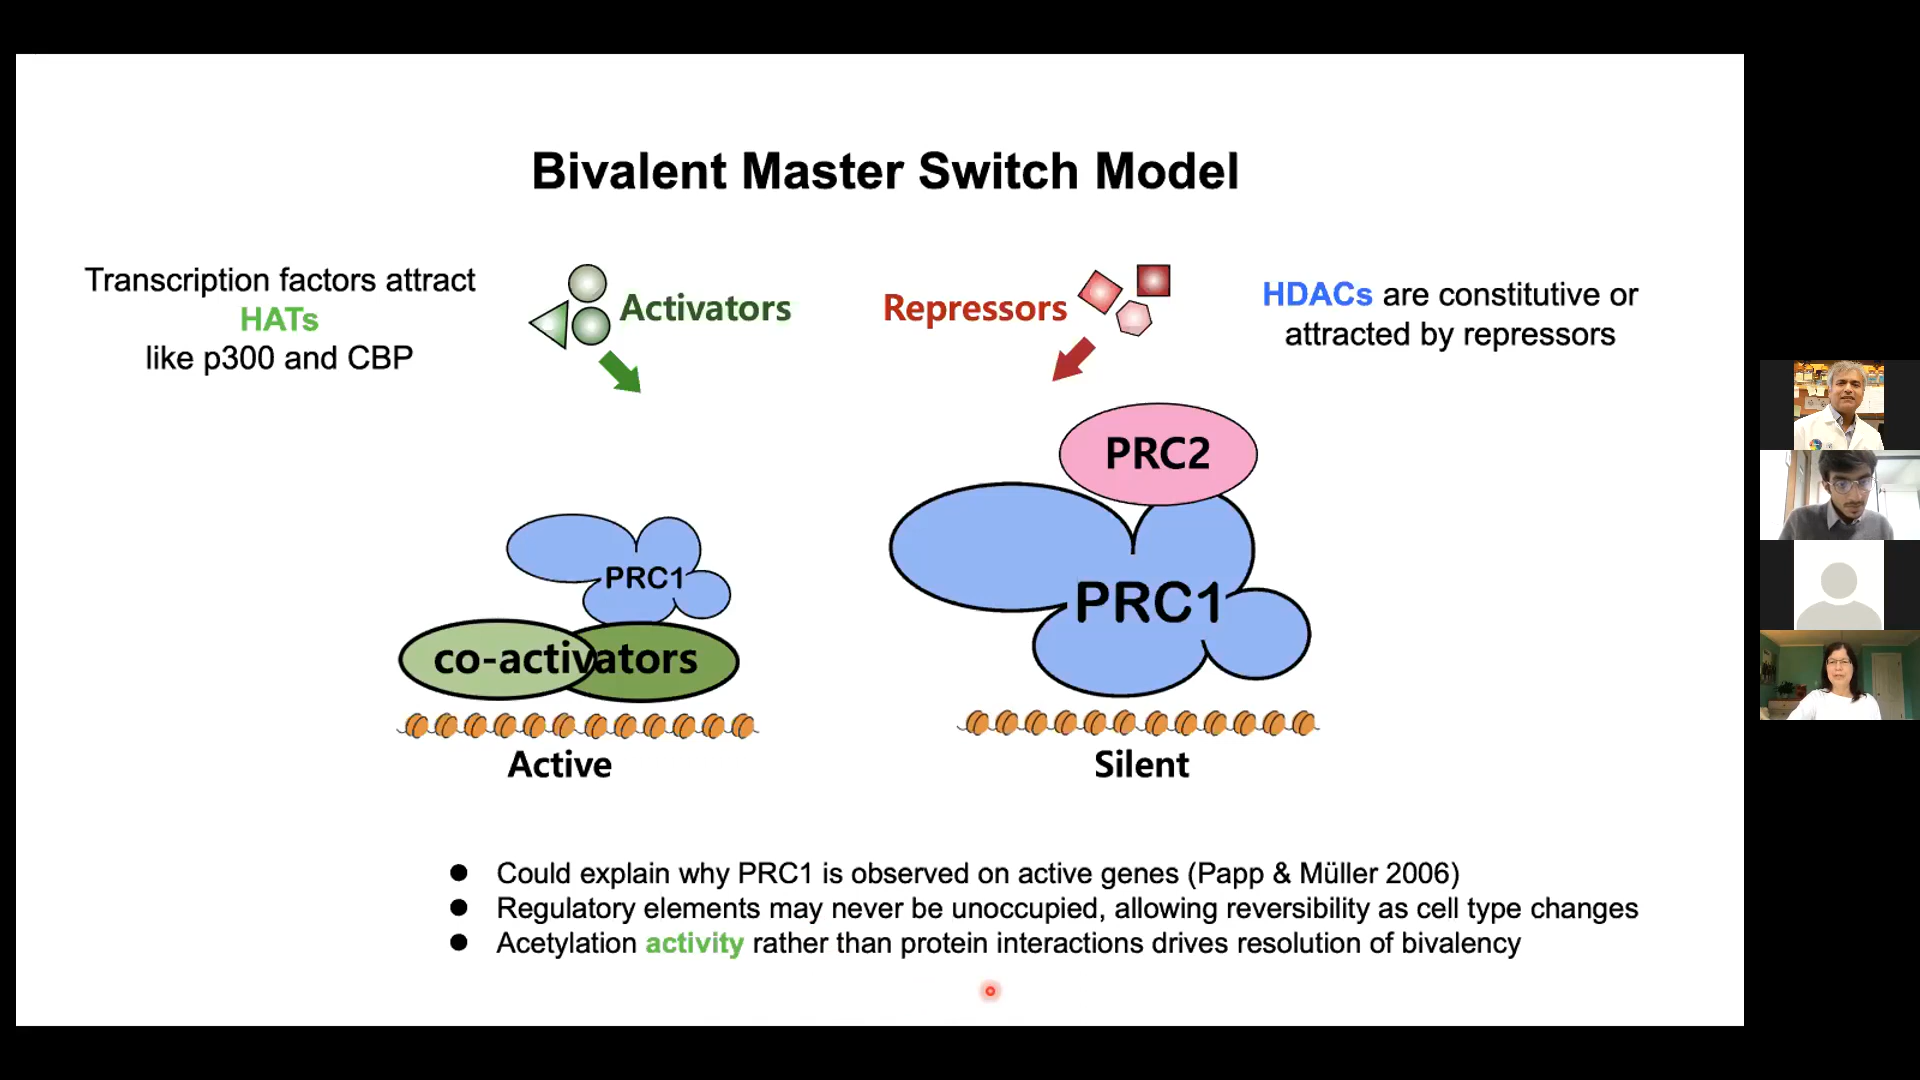 Bivalent Master Switch Model
Transcription factors attract
HATs
like p300 and CBP
Activators
Repressors
HDACs are constitutive or
attracted by repressors
PRC2
PRC1
PRC1
co-activators
Active
Silent
● Could explain why PRC1 is observed on active genes (Papp & Müller 2006)
● Regulatory elements may never be unoccupied, allowing reversibility as cell type changes
● Acetylation activity rather than protein interactions drives resolution of bivalency